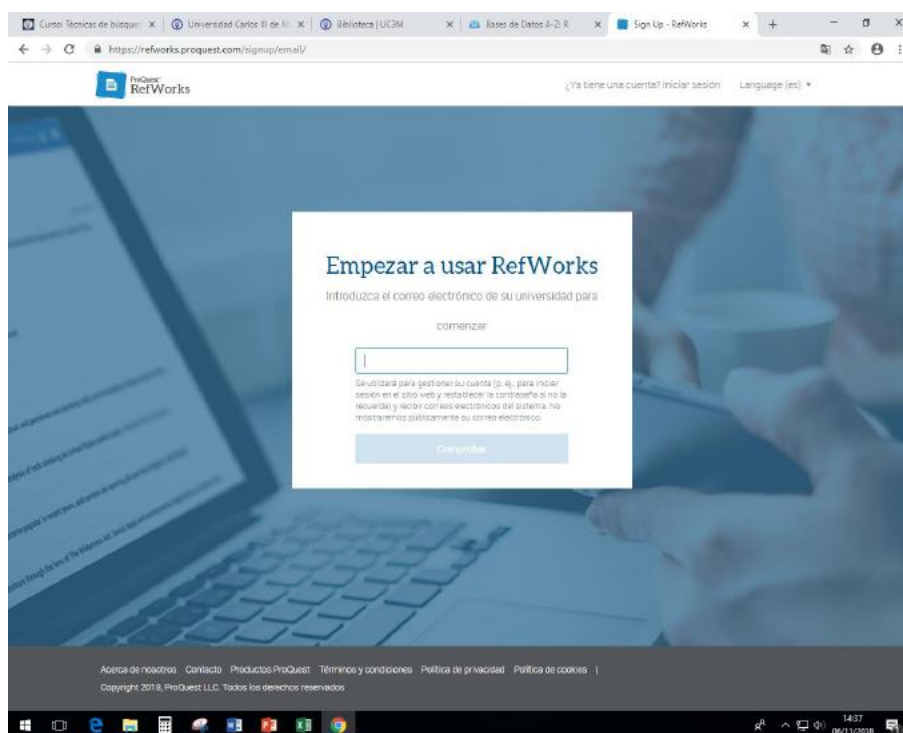 Curso: Técnicas de búsque
Universidad Carlos III de M
Biblioteca | UC3M
Bases de Datos A-Z: R
Sign Up - RefWorks
https://refworks.proquest.com/signup/email/
ProQuest
RefWorks
¿Ya tiene una cuenta? Iniciar sesión
Language (es)
Empezar a usar RefWorks
Introduzca el correo electrónico de su universidad para
comenzar
Se utilizará para gestionar su cuenta (p. ej., para iniciar
sesión en el sitio web y restablecer la contraseña si no la
recuerda) y recibir correos electrónicos del sistema. No
mostraremos públicamente su correo electrónico.
Comprobar
Acerca de nosotros Contacto Productos ProQuest Términos y condiciones Política de privacidad Política de cookies |
Copyright 2018, ProQuest LLC. Todos los derechos reservados
14:37
06/11/2018